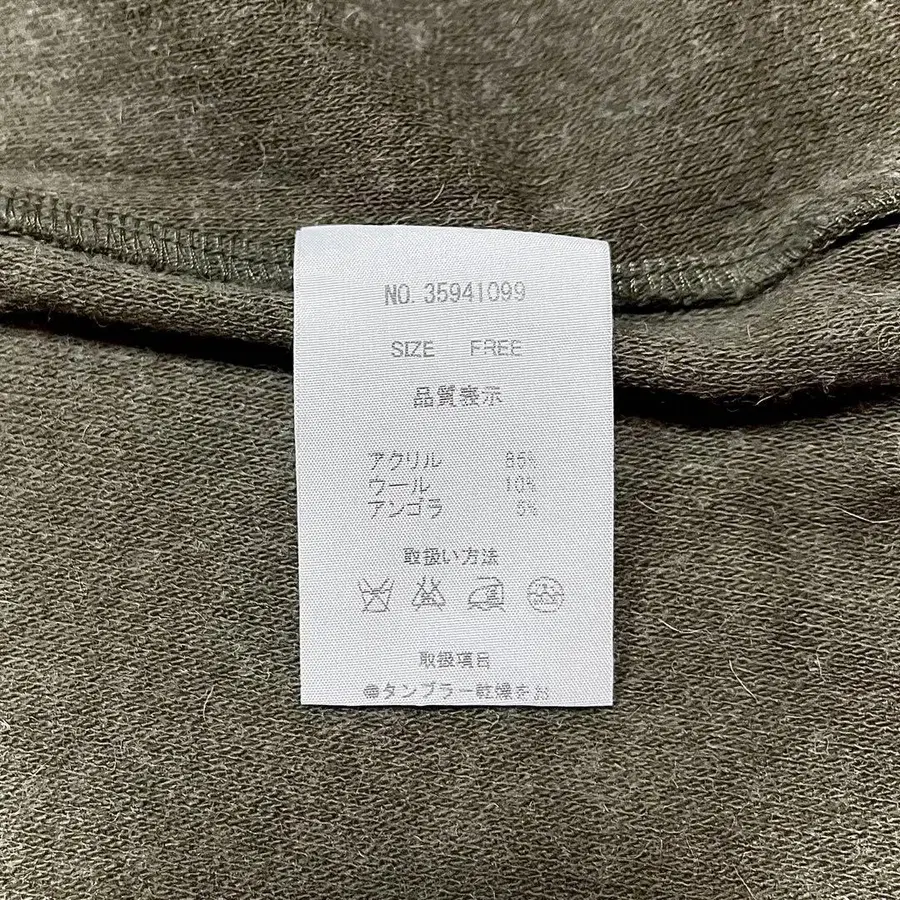 NO. 35941099
SIZE FREE
品質表示
アクリル 85%
ウール 10%
アンゴラ 5%
取扱い方法
取扱項目
●タンブラー乾燥をお